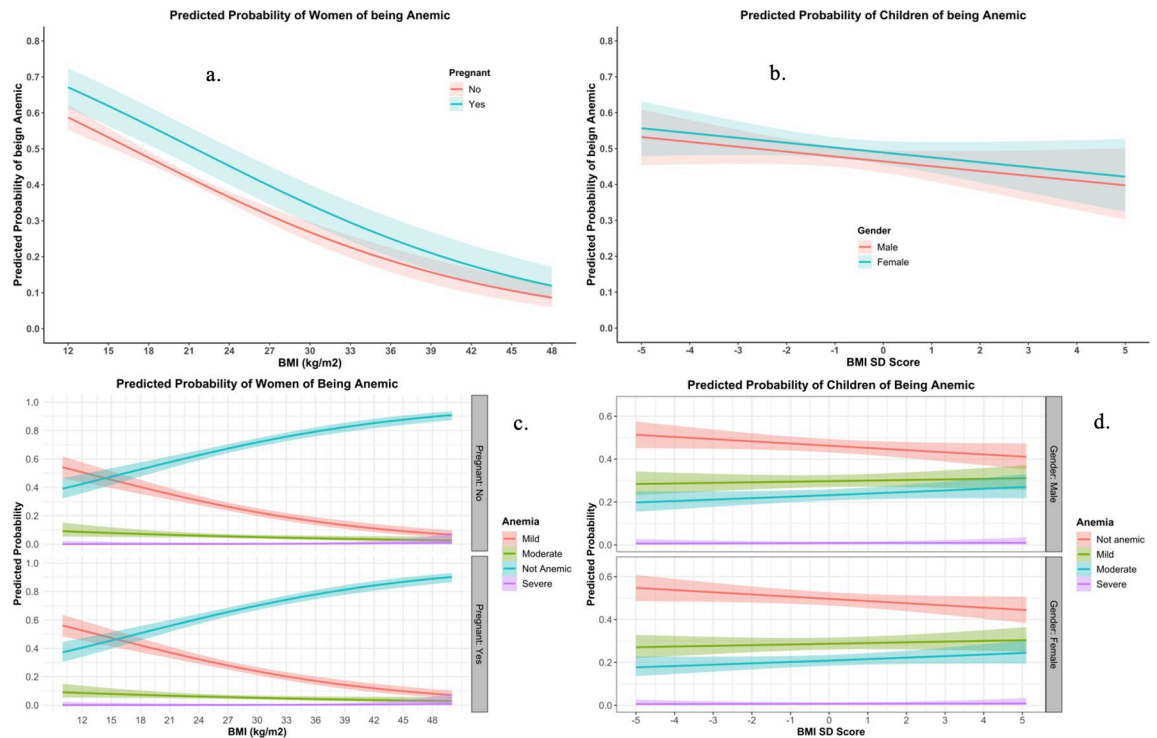 Predicted Probability of Women of being Anemic
a.
Pregnant
No
Yes
Predicted Probability of beign Anemic
0.8
0.7
0.6
0.5
0.4
0.3
0.2
0.1
0.0
12 15 18 21 24 27 30 33 36 39 42 45 48
BMI (kg/m2)
Predicted Probability of Children of being Anemic
b.
Gender
Male
Female
Predicted Probability of being Anemic
0.8
0.7
0.6
0.5
0.4
0.3
0.2
0.1
0.0
-5 -4 -3 -2 -1 0 1 2 3 4 5
BMI SD Score
Predicted Probability of Women of Being Anemic
c.
Predicted Probability
1.0
0.8
0.6
0.4
0.2
0.0
Pregnant: No
1.0
0.8
0.6
0.4
0.2
0.0
Pregnant: Yes
12 15 18 21 24 27 30 33 36 39 42 45 48
BMI (kg/m2)
Anemia
Mild
Moderate
Not Anemic
Severe
Predicted Probability of Children of Being Anemic
d.
Predicted Probability
0.6
0.4
0.2
0.0
Gender: Male
0.6
0.4
0.2
0.0
Gender: Female
-5 -4 -3 -2 -1 0 1 2 3 4 5
BMI SD Score
Anemia
Not anemic
Mild
Moderate
Severe